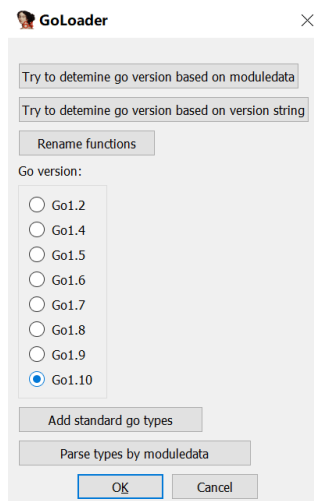 GoLoader
Try to detemine go version based on moduledata
Try to detemine go version based on version string
Rename functions
Go version:
Go1.2
Go1.4
Go1.5
Go1.6
Go1.7
Go1.8
Go1.9
Go1.10
Add standard go types
Parse types by moduledata
OK Cancel